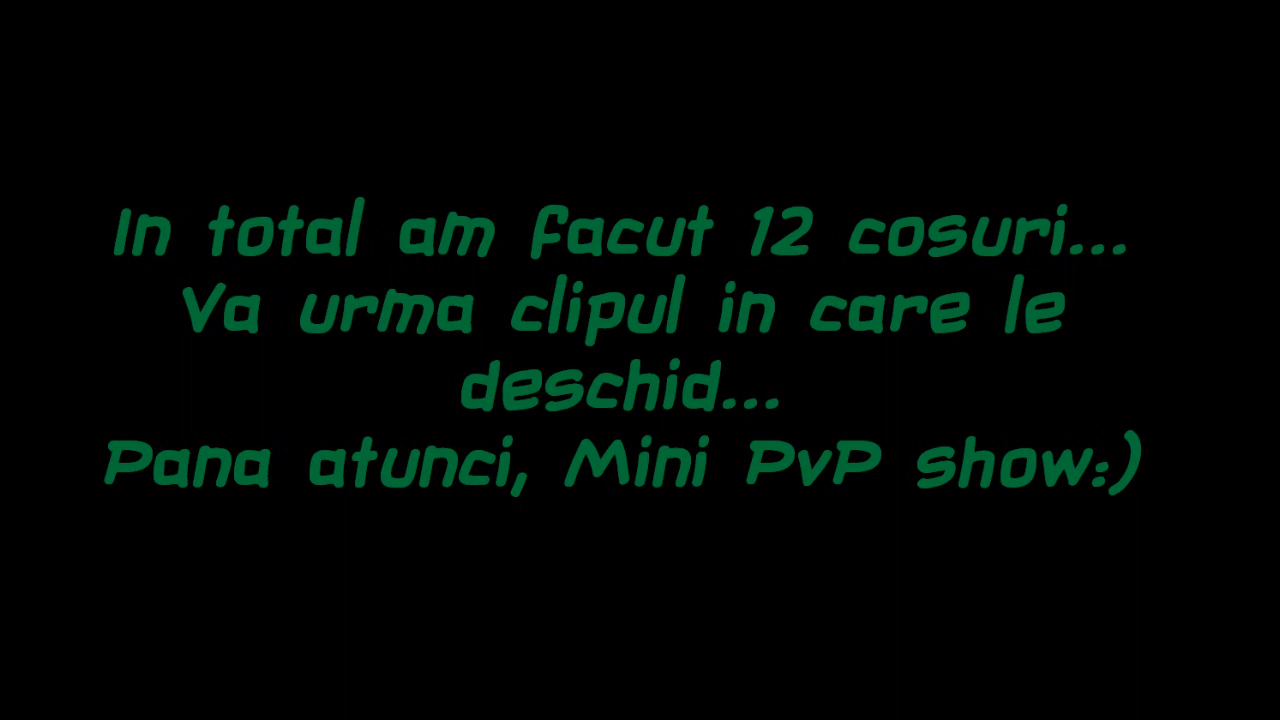 In total am facut 12 cosuri...
Va urma clipul in care le
deschid...
Pana atunci, Mini PvP show:)